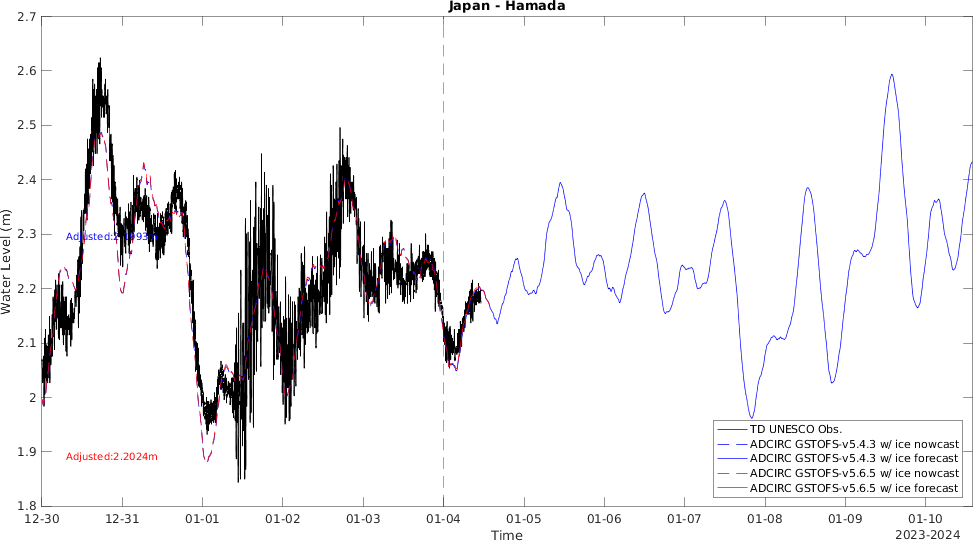 Japan - Hamada
2.7
2.6
2.5
2.4
2.3
2.2
2.1
2
1.9
1.8
Water Level (m)
Adjusted:2.1993m
Adjusted:2.2024m
TD UNESCO Obs.
ADCIRC GSTOFS-v5.4.3 w/ ice nowcast
ADCIRC GSTOFS-v5.4.3 w/ ice forecast
ADCIRC GSTOFS-v5.6.5 w/ ice nowcast
ADCIRC GSTOFS-v5.6.5 w/ ice forecast
12-30 12-31 01-01 01-02 01-03 01-04 01-05 01-06 01-07 01-08 01-09 01-10
Time
2023-2024